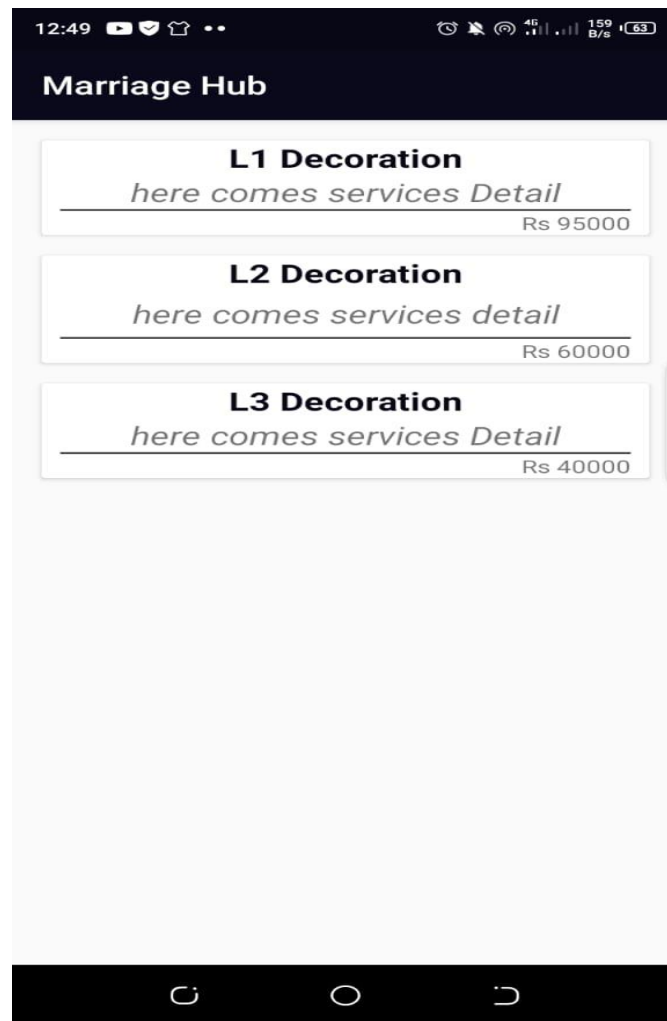 12:49
4G
159
B/s
63
Marriage Hub
L1 Decoration
here comes services Detail
Rs 95000
L2 Decoration
here comes services detail
Rs 60000
L3 Decoration
here comes services Detail
Rs 40000